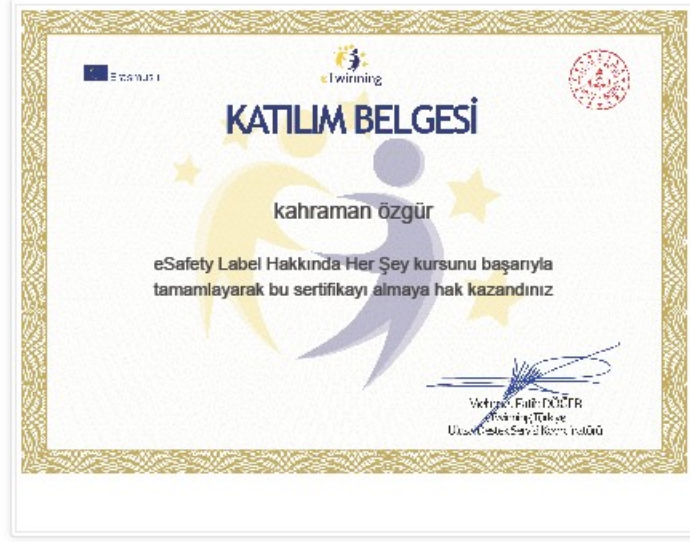 Erasmus+
eTwinning
KATILIM BELGESİ
kahraman özgür
eSafety Label Hakkında Her Şey kursunu başarıyla
tamamlayarak bu sertifikayı almaya hak kazandınız
Fatih
eTwinning Türkiye